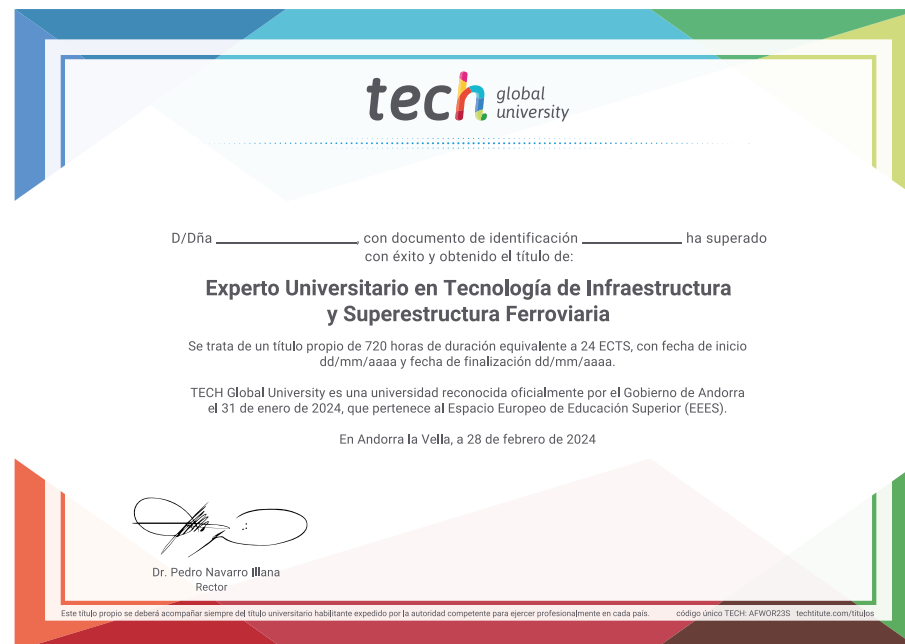 tech global university
D/Dña ____________________, con documento de identificación ______________ ha superado
con éxito y obtenido el título de:
Experto Universitario en Tecnología de Infraestructura
y Superestructura Ferroviaria
Se trata de un título propio de 720 horas de duración equivalente a 24 ECTS, con fecha de inicio
dd/mm/aaaa y fecha de finalización dd/mm/aaaa.
TECH Global University es una universidad reconocida oficialmente por el Gobierno de Andorra
el 31 de enero de 2024, que pertenece al Espacio Europeo de Educación Superior (EEES).
En Andorra la Vella, a 28 de febrero de 2024
Dr. Pedro Navarro Illana
Rector
Este título propio se deberá acompañar siempre del título universitario habilitante expedido por la autoridad competente para ejercer profesionalmente en cada país. código único TECH: AFWOR23S techtitute.com/titulos